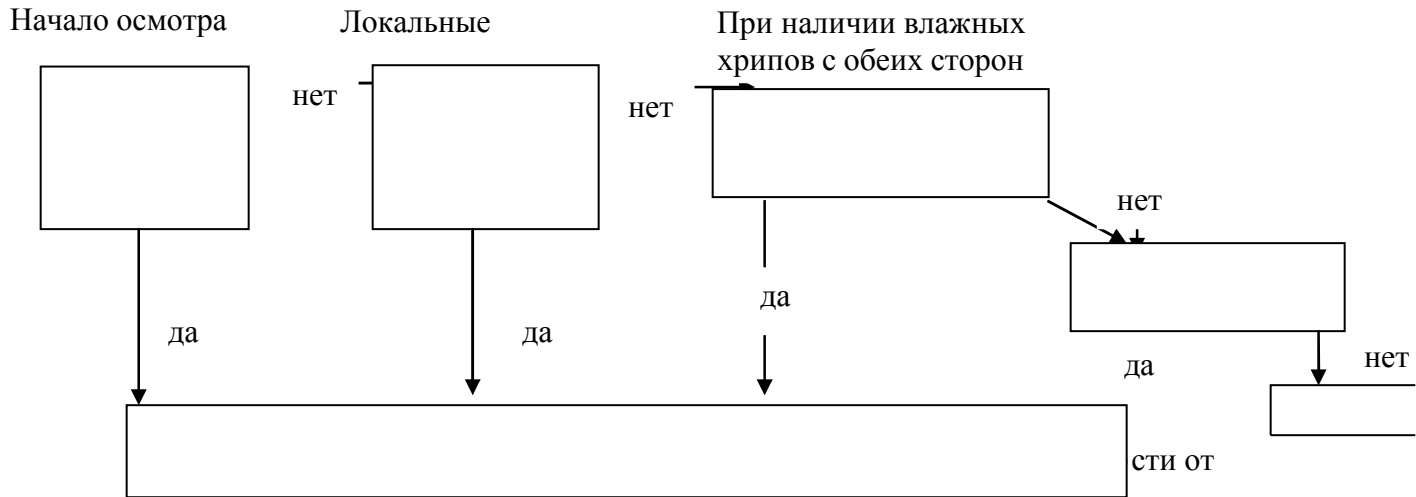 Начало осмотра
Локальные
При наличии влажных
хрипов с обеих сторон
нет
нет
нет
да
да
да
да
нет
сти от